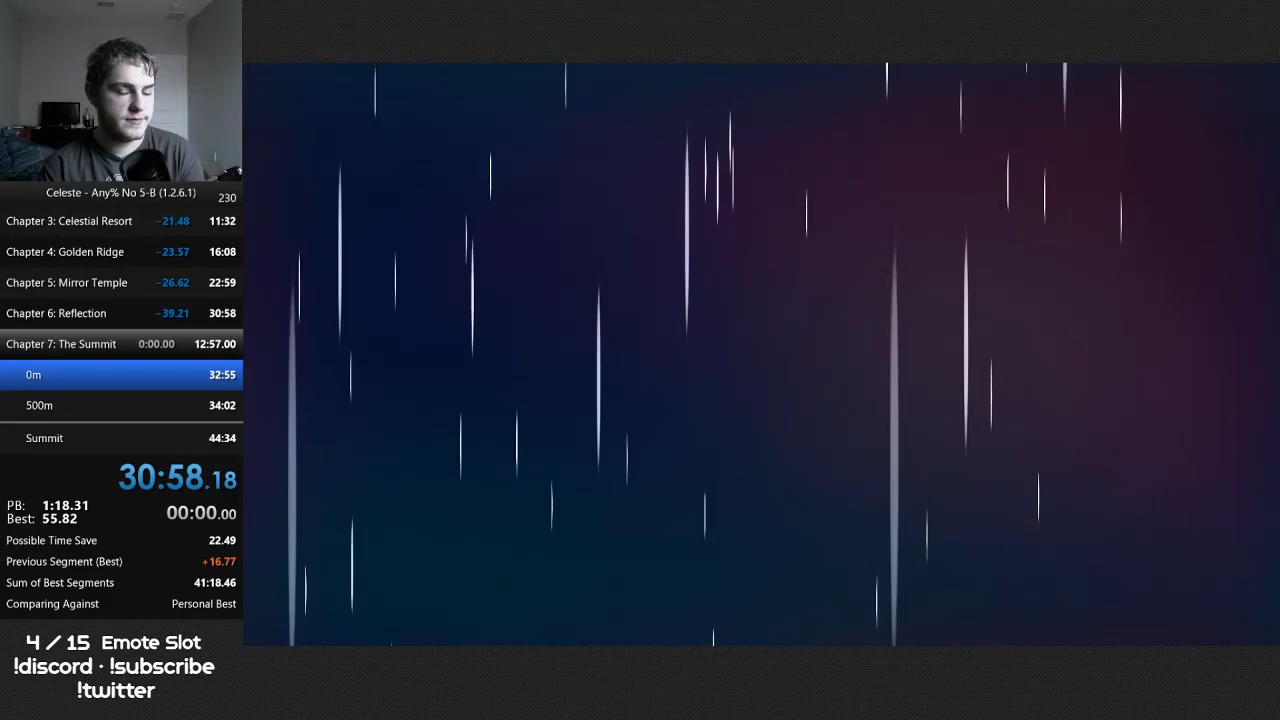 Celeste - Any% No 5-B (1.2.6.1) 230
Chapter 3: Celestial Resort -21.48 11:32
Chapter 4: Golden Ridge -23.57 16:08
Chapter 5: Mirror Temple -26.62 22:59
Chapter 6: Reflection -39.21 30:58
Chapter 7: The Summit 0:00.00 12:57.00
0m 32:55
500m 34:02
Summit 44:34
30:58.18
PB: 1:18.31
Best: 55.82
00:00.00
Possible Time Save 22.49
Previous Segment (Best) +16.77
Sum of Best Segments 41:18.46
Comparing Against Personal Best
4 / 15 Emote Slot
!discord · !subscribe
!twitter